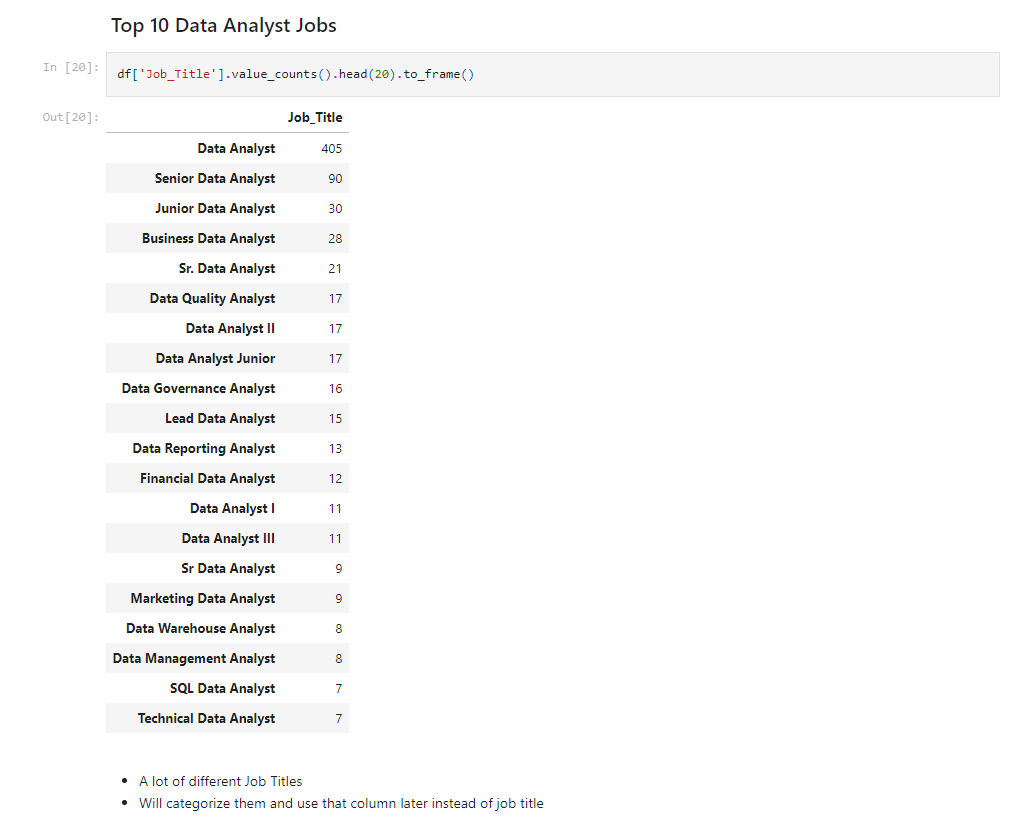 Top 10 Data Analyst Jobs
In [20]: df['Job_Title'].value_counts().head(20).to_frame()
Out[20]:
Job_Title
Data Analyst 405
Senior Data Analyst 90
Junior Data Analyst 30
Business Data Analyst 28
Sr. Data Analyst 21
Data Quality Analyst 17
Data Analyst II 17
Data Analyst Junior 17
Data Governance Analyst 16
Lead Data Analyst 15
Data Reporting Analyst 13
Financial Data Analyst 12
Data Analyst I 11
Data Analyst III 11
Sr Data Analyst 9
Marketing Data Analyst 9
Data Warehouse Analyst 8
Data Management Analyst 8
SQL Data Analyst 7
Technical Data Analyst 7
• A lot of different Job Titles
• Will categorize them and use that column later instead of job title